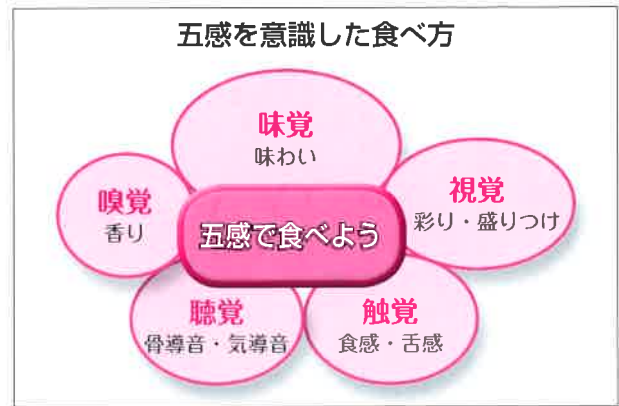 五感を意識した食べ方
味覚
味わい
視覚
彩り・盛りつけ
嗅覚
香り
五感で食べよう
聴覚
骨導音・気導音
触覚
食感・舌感